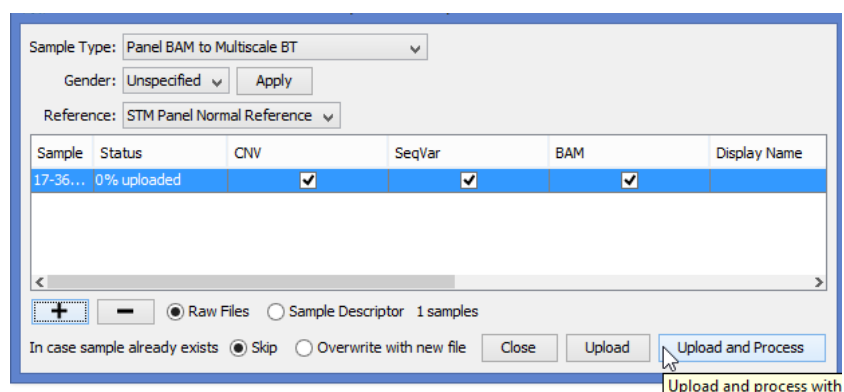 Sample Type: Panel BAM to Multiscale BT
Gender: Unspecified Apply
Reference: STM Panel Normal Reference
Sample Status CNV SeqVar BAM Display Name
17-36... 0% uploaded
+ − Raw Files Sample Descriptor 1 samples
In case sample already exists Skip Overwrite with new file Close Upload Upload and Process
Upload and process with